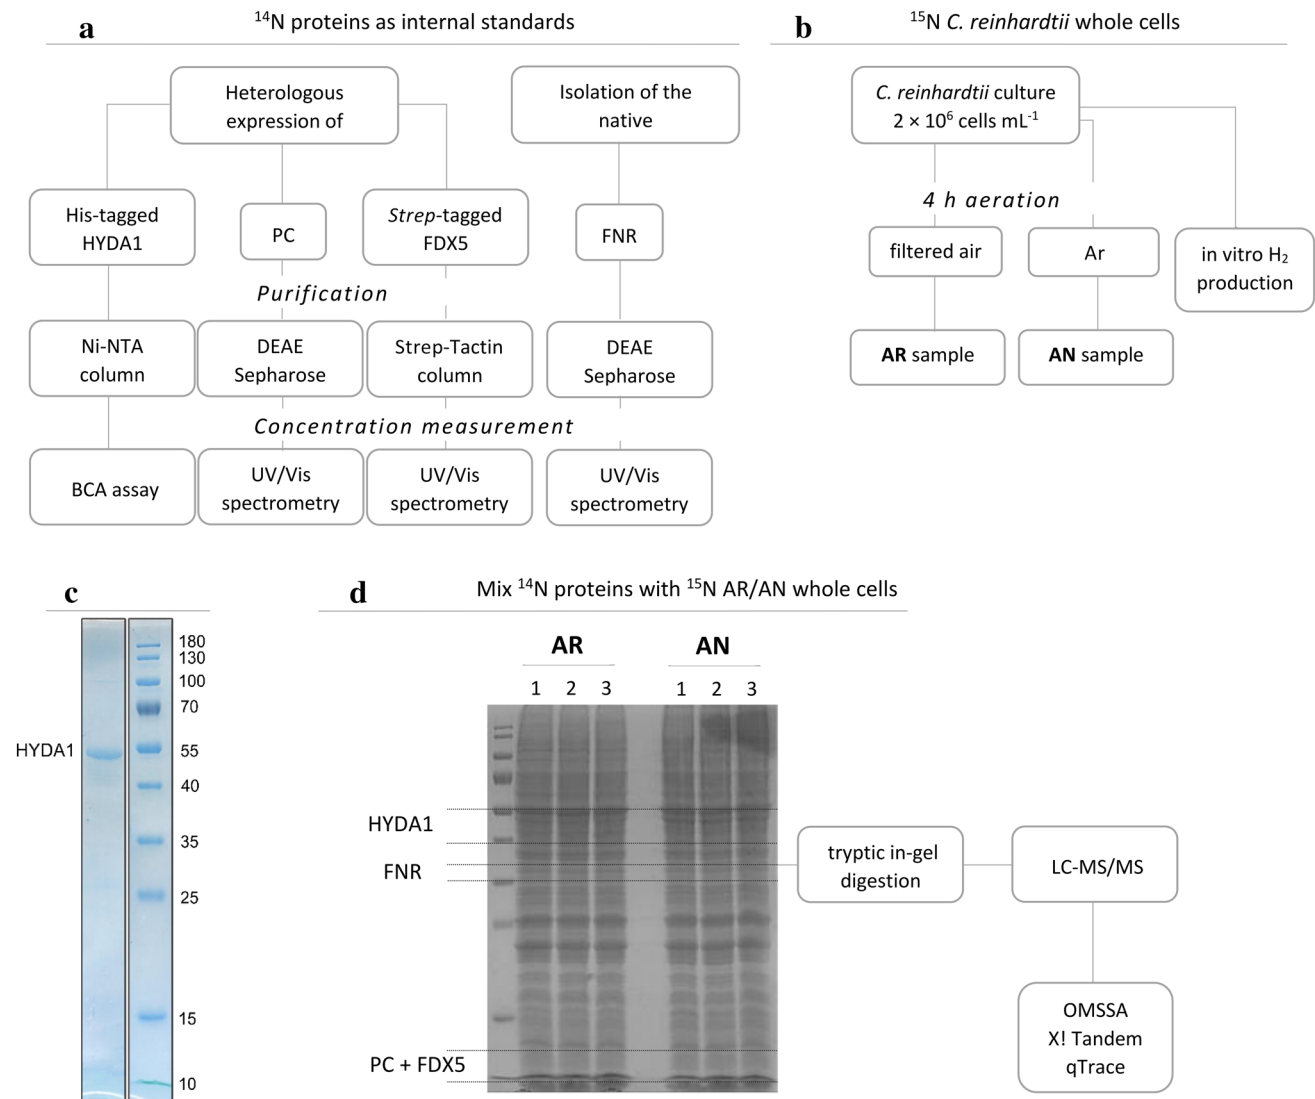 a
¹⁴N proteins as internal standards
Heterologous
expression of
Isolation of the
native
His-tagged
HYDA1
PC
Strep-tagged
FDX5
FNR
Purification
Ni-NTA
column
DEAE
Sepharose
Strep-Tactin
column
DEAE
Sepharose
Concentration measurement
BCA assay
UV/Vis
spectrometry
UV/Vis
spectrometry
UV/Vis
spectrometry
b
¹⁵N C. reinhardtii whole cells
C. reinhardtii culture
2 × 10⁶ cells mL⁻¹
4 h aeration
filtered air
Ar
in vitro H₂
production
AR sample
AN sample
c
180
130
100
70
HYDA1
55
40
35
25
15
10
d
Mix ¹⁴N proteins with ¹⁵N AR/AN whole cells
AR
AN
1 2 3
1 2 3
HYDA1
FNR
PC + FDX5
tryptic in-gel
digestion
LC-MS/MS
OMSSA
X! Tandem
qTrace